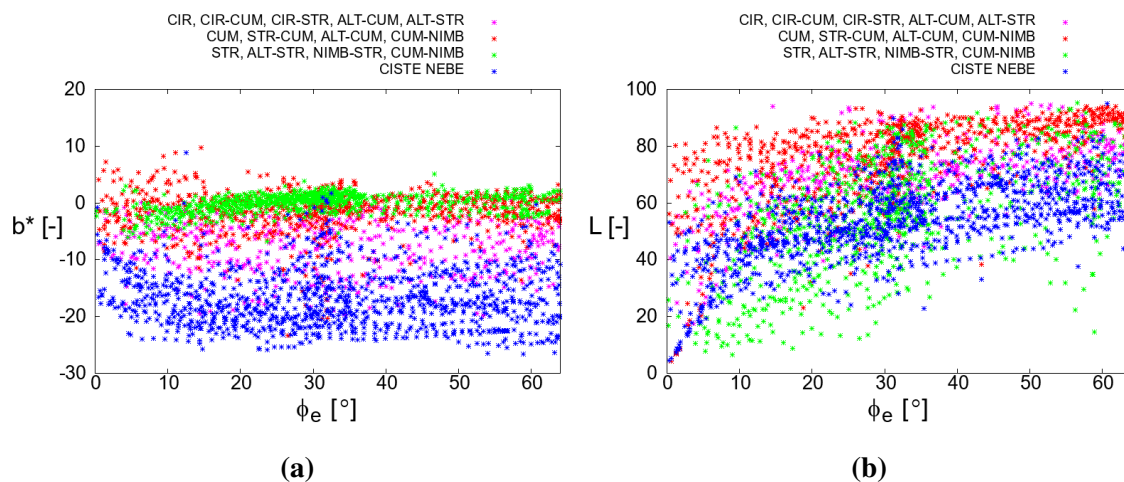 CIR, CIR-CUM, CIR-STR, ALT-CUM, ALT-STR
CUM, STR-CUM, ALT-CUM, CUM-NIMB
STR, ALT-STR, NIMB-STR, CUM-NIMB
CISTE NEBE
20
10
0
-10
-20
-30
b* [-]
0 10 20 30 40 50 60
ϕe [°]
(a)
CIR, CIR-CUM, CIR-STR, ALT-CUM, ALT-STR
CUM, STR-CUM, ALT-CUM, CUM-NIMB
STR, ALT-STR, NIMB-STR, CUM-NIMB
CISTE NEBE
100
80
60
40
20
0
L [-]
0 10 20 30 40 50 60
ϕe [°]
(b)